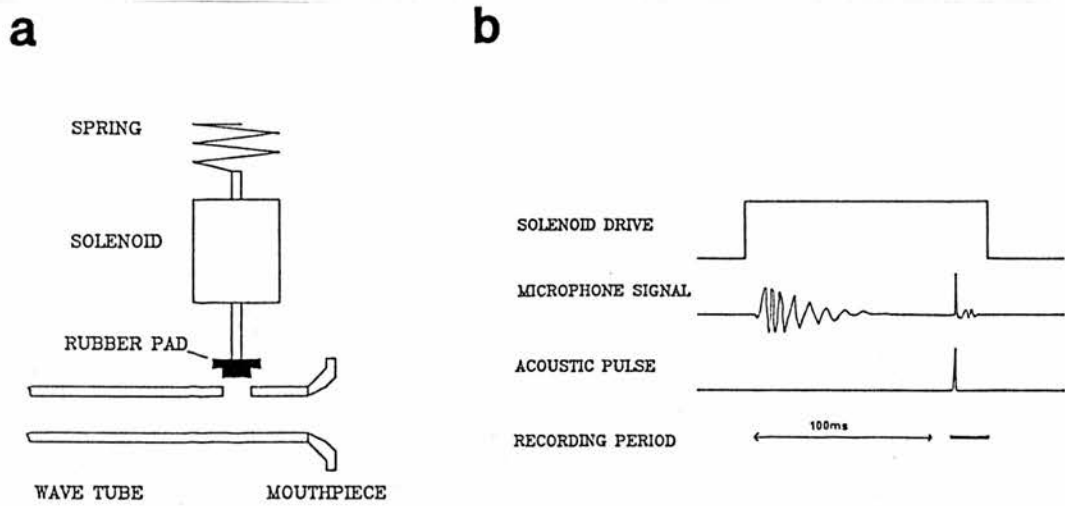 a
SPRING
SOLENOID
RUBBER PAD
WAVE TUBE
MOUTHPIECE
b
SOLENOID DRIVE
MICROPHONE SIGNAL
ACOUSTIC PULSE
100ms
RECORDING PERIOD